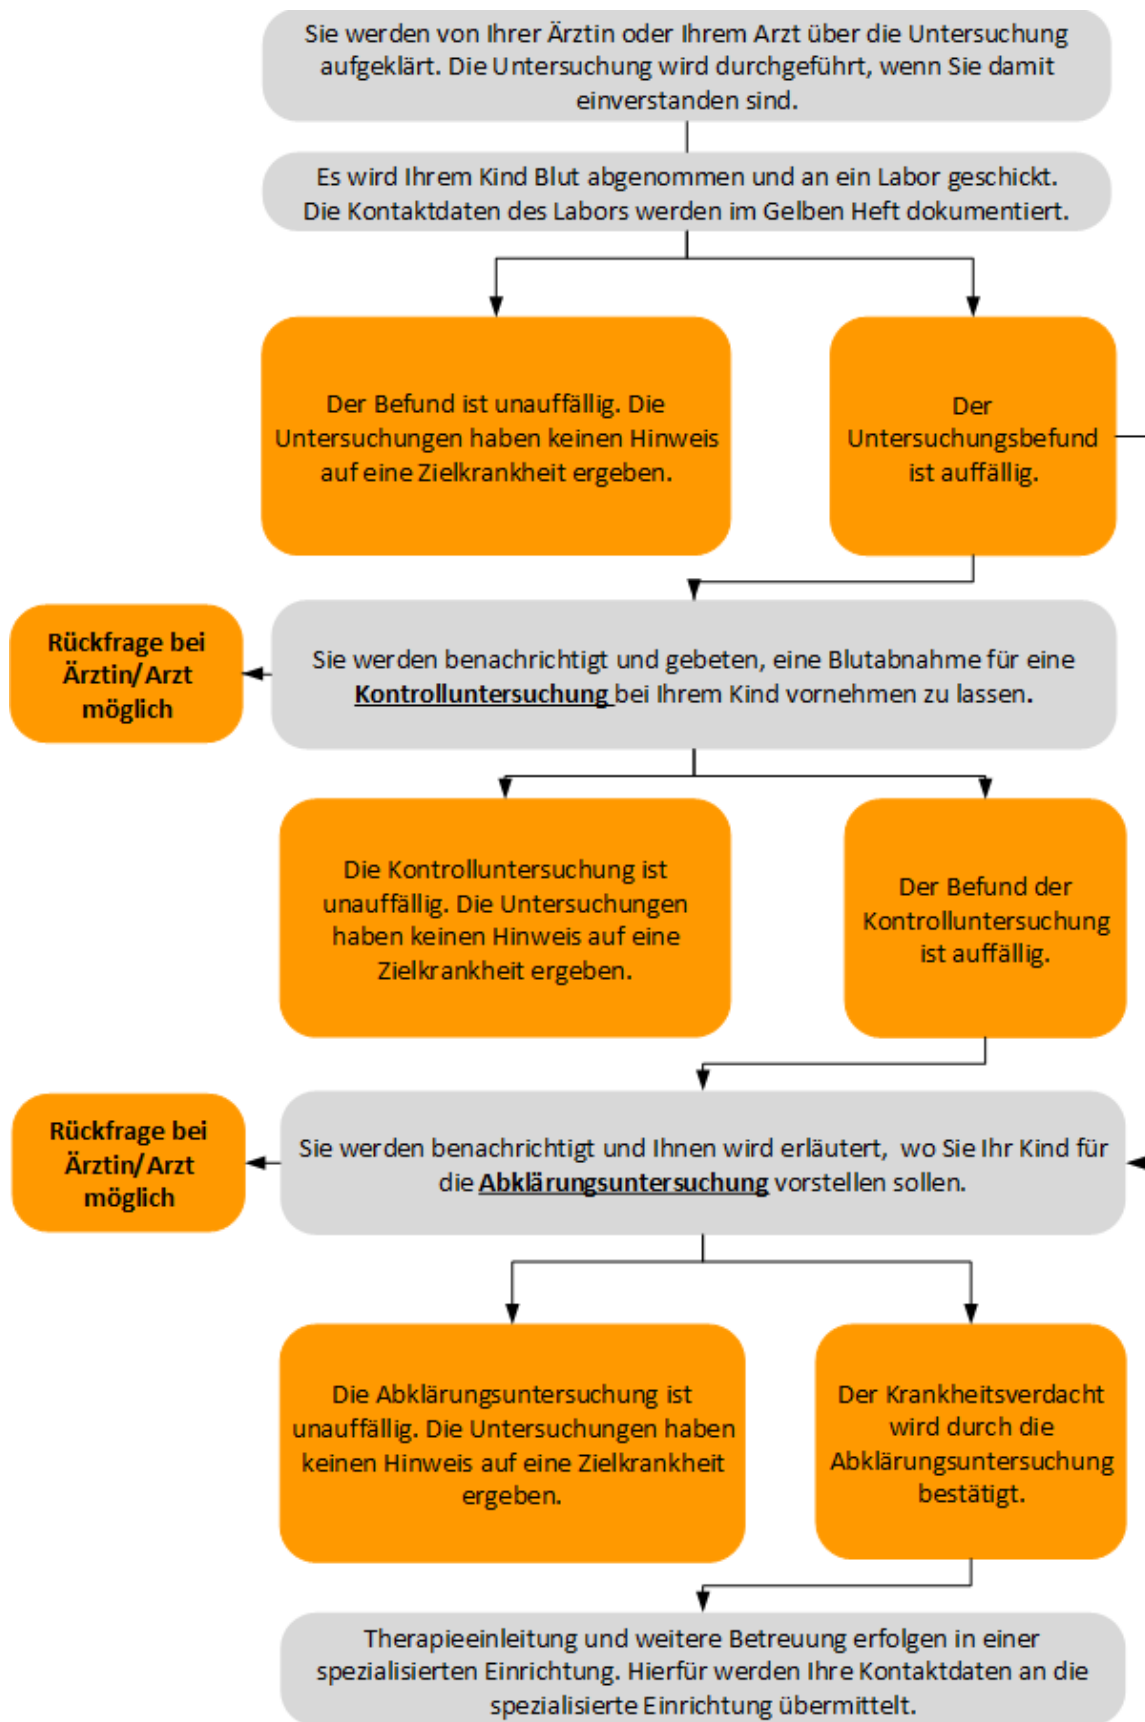 Sie werden von Ihrer Ärztin oder Ihrem Arzt über die Untersuchung
aufgeklärt. Die Untersuchung wird durchgeführt, wenn Sie damit
einverstanden sind.
Es wird Ihrem Kind Blut abgenommen und an ein Labor geschickt.
Die Kontaktdaten des Labors werden im Gelben Heft dokumentiert.
Der Befund ist unauffällig. Die
Untersuchungen haben keinen Hinweis
auf eine Zielkrankheit ergeben.
Der
Untersuchungsbefund
ist auffällig.
Rückfrage bei
Ärztin/Arzt
möglich
Sie werden benachrichtigt und gebeten, eine Blutabnahme für eine
Kontrolluntersuchung bei Ihrem Kind vornehmen zu lassen.
Die Kontrolluntersuchung ist
unauffällig. Die Untersuchungen
haben keinen Hinweis auf eine
Zielkrankheit ergeben.
Der Befund der
Kontrolluntersuchung
ist auffällig.
Rückfrage bei
Ärztin/Arzt
möglich
Sie werden benachrichtigt und Ihnen wird erläutert, wo Sie Ihr Kind für
die Abklärungsuntersuchung vorstellen sollen.
Die Abklärungsuntersuchung ist
unauffällig. Die Untersuchungen haben
keinen Hinweis auf eine Zielkrankheit
ergeben.
Der Krankheitsverdacht
wird durch die
Abklärungsuntersuchung
bestätigt.
Therapieeinleitung und weitere Betreuung erfolgen in einer
spezialisierten Einrichtung. Hierfür werden Ihre Kontaktdaten an die
spezialisierte Einrichtung übermittelt.